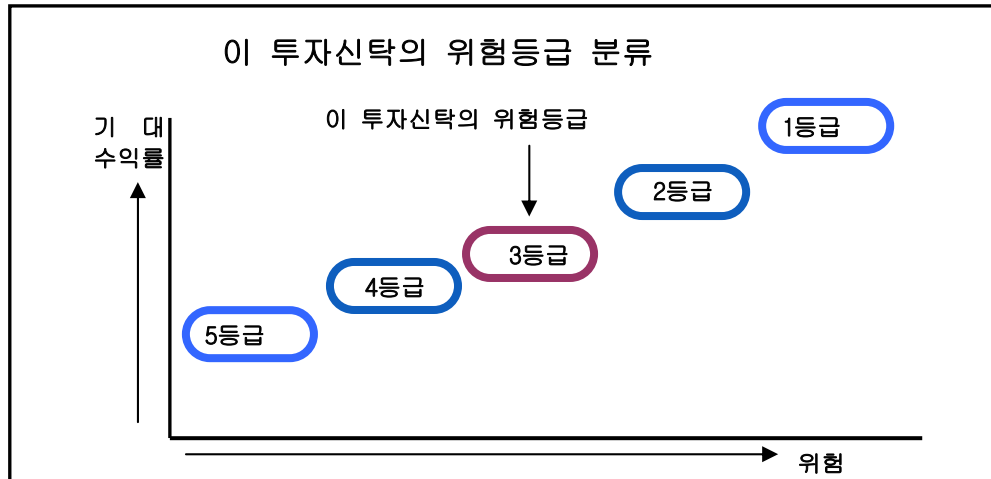 이 투자신탁의 위험등급 분류
이 투자신탁의 위험등급
기 대
수익률
1등급
2등급
3등급
4등급
5등급
위험